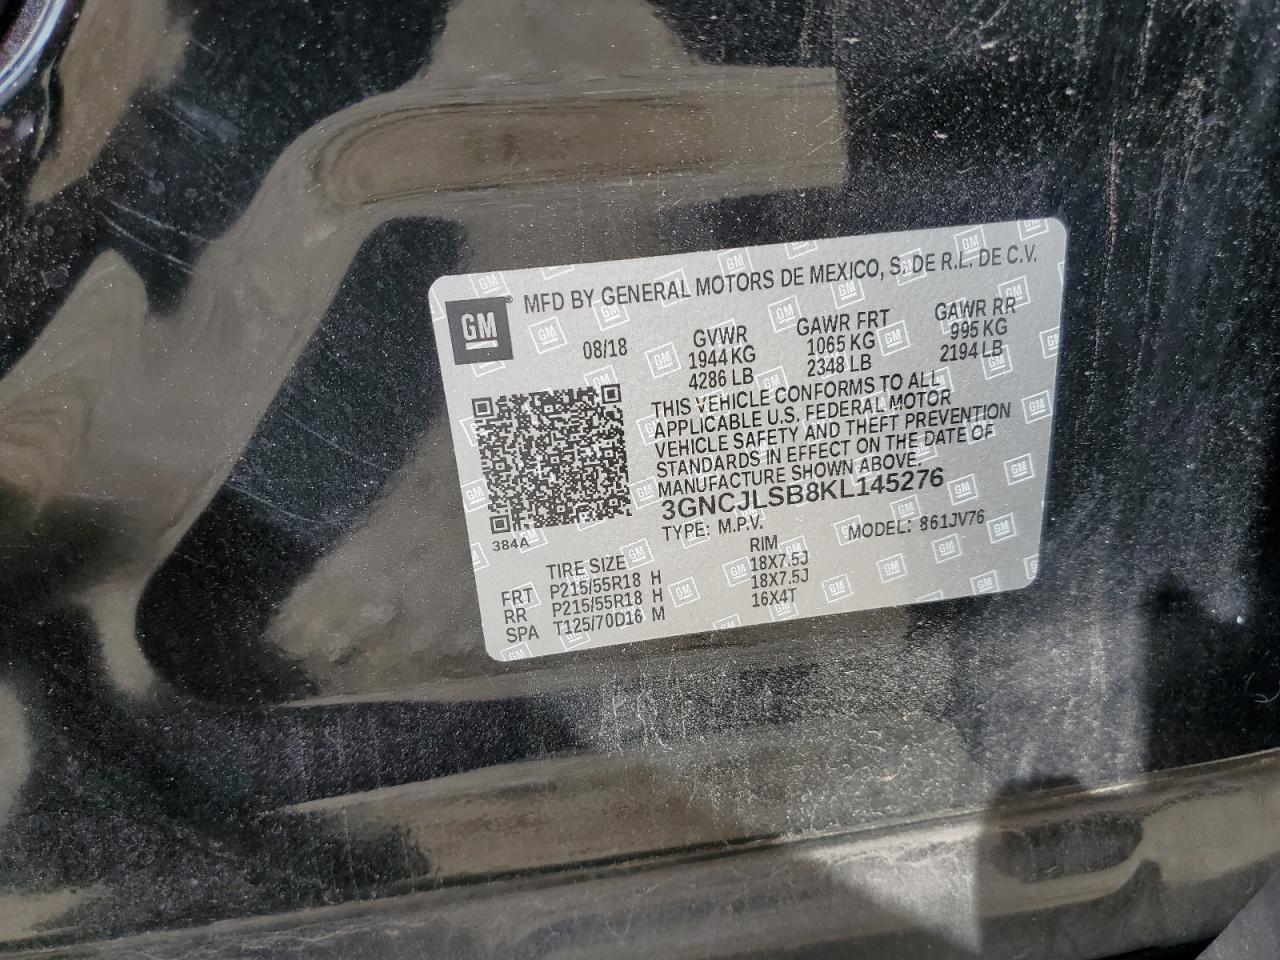 GM
MFD BY GENERAL MOTORS DE MEXICO, S. DE R.L. DE C.V.
08/18
GVWR GAWR FRT GAWR RR
1944 KG 1065 KG 995 KG
4286 LB 2348 LB 2194 LB
THIS VEHICLE CONFORMS TO ALL
APPLICABLE U.S. FEDERAL MOTOR
VEHICLE SAFETY AND THEFT PREVENTION
STANDARDS IN EFFECT ON THE DATE OF
MANUFACTURE SHOWN ABOVE.
3GNCJLSB8KL145276
TYPE: M.P.V. MODEL: 861JV76
384A
TIRE SIZE RIM
FRT P215/55R18 H 18X7.5J
RR P215/55R18 H 18X7.5J
SPA T125/70D16 M 16X4T